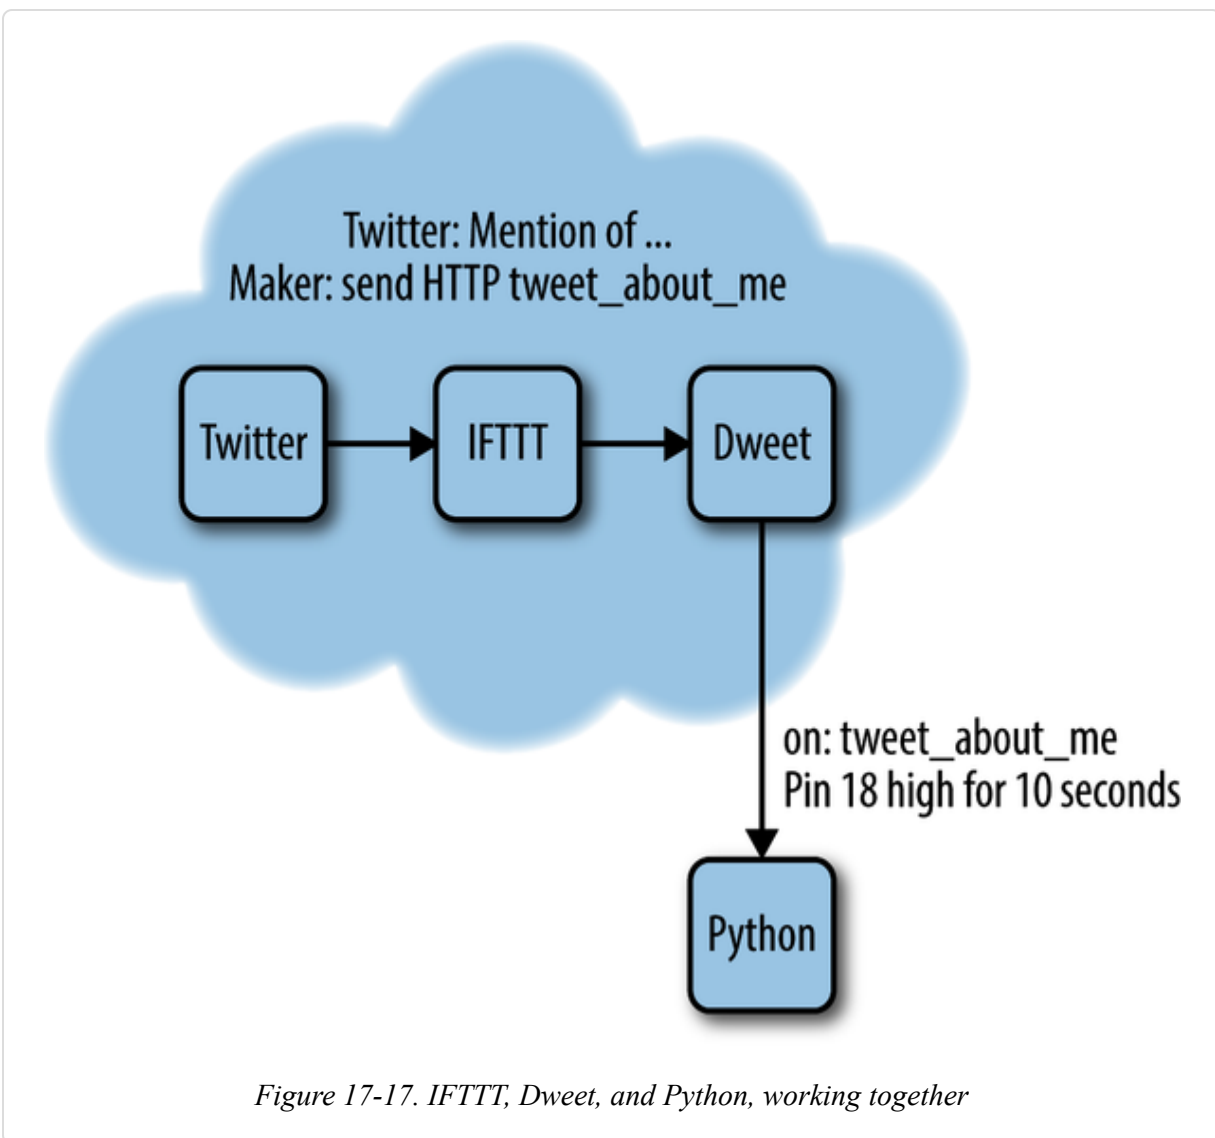 Twitter: Mention of ...
Maker: send HTTP tweet_about_me
Twitter
IFTTT
Dweet
on: tweet_about_me
Pin 18 high for 10 seconds
Python
Figure 17-17. IFTTT, Dweet, and Python, working together